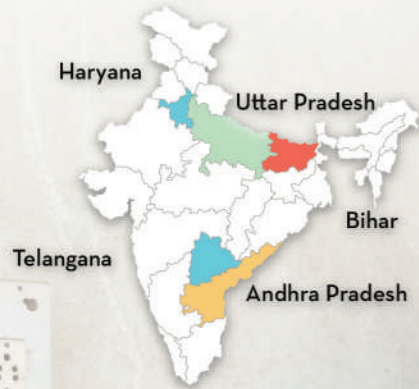 Haryana
Uttar Pradesh
Bihar
Telangana
Andhra Pradesh